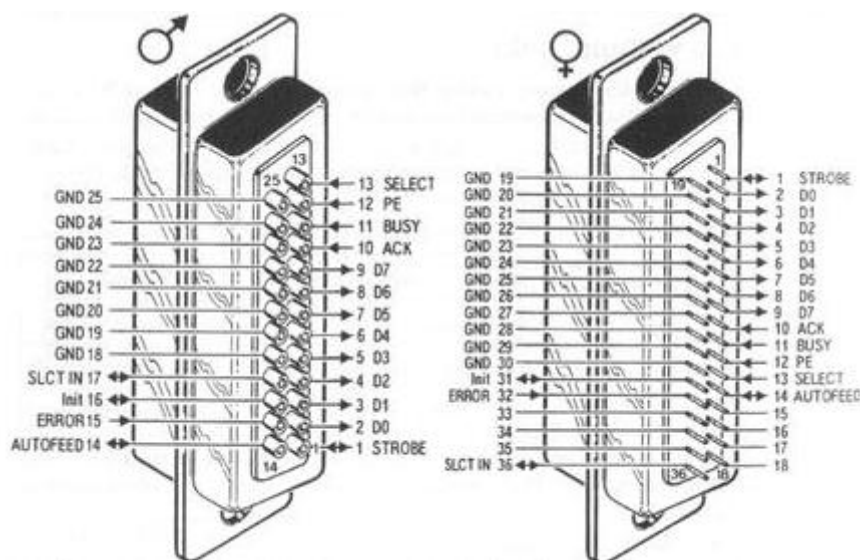 13
25
13 SELECT
GND 25
12 PE
GND 24
11 BUSY
GND 23
10 ACK
GND 22
9 D7
GND 21
8 D6
GND 20
7 D5
GND 19
6 D4
GND 18
5 D3
SLCT IN 17
4 D2
Init 16
3 D1
ERROR15
2 D0
AUTOFEED14
1
1 STROBE
14
1
GND 19
19
1 STROBE
GND 20
2 D0
GND 21
3 D1
GND 22
4 D2
GND 23
5 D3
GND 24
6 D4
GND 25
7 D5
GND 26
8 D6
GND 27
9 D7
GND 28
10 ACK
GND 29
11 BUSY
GND 30
12 PE
Init 31
13 SELECT
ERROR 32
14 AUTOFEED
33
15
34
16
35
17
SLCT IN 36
36
18
18